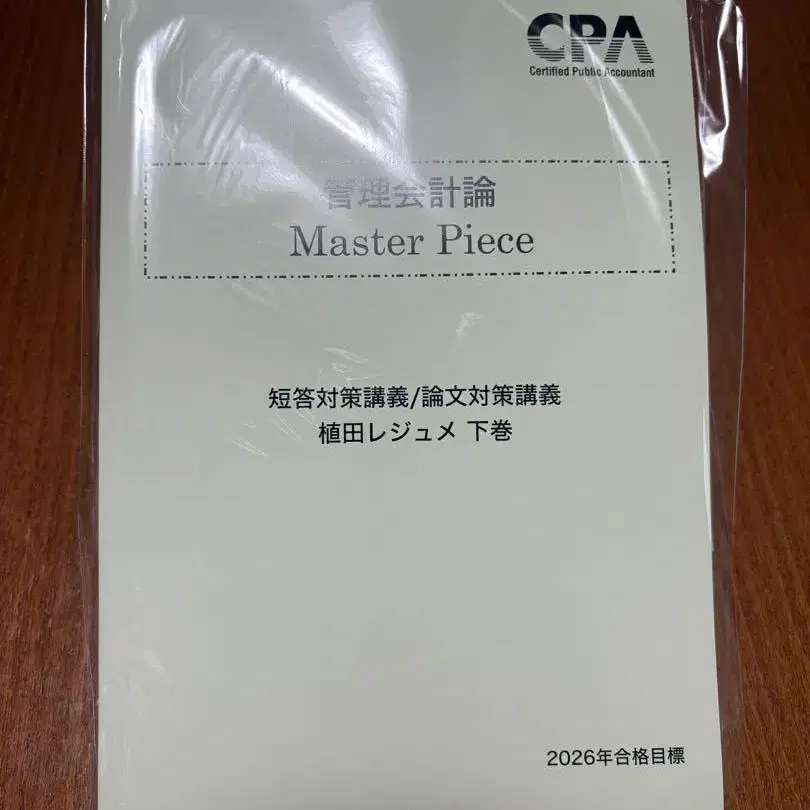 CPA
Certified Public Accountant
管理会計論
Master Piece
短答対策講義/論文対策講義
植田レジュメ 下巻
2026年合格目標